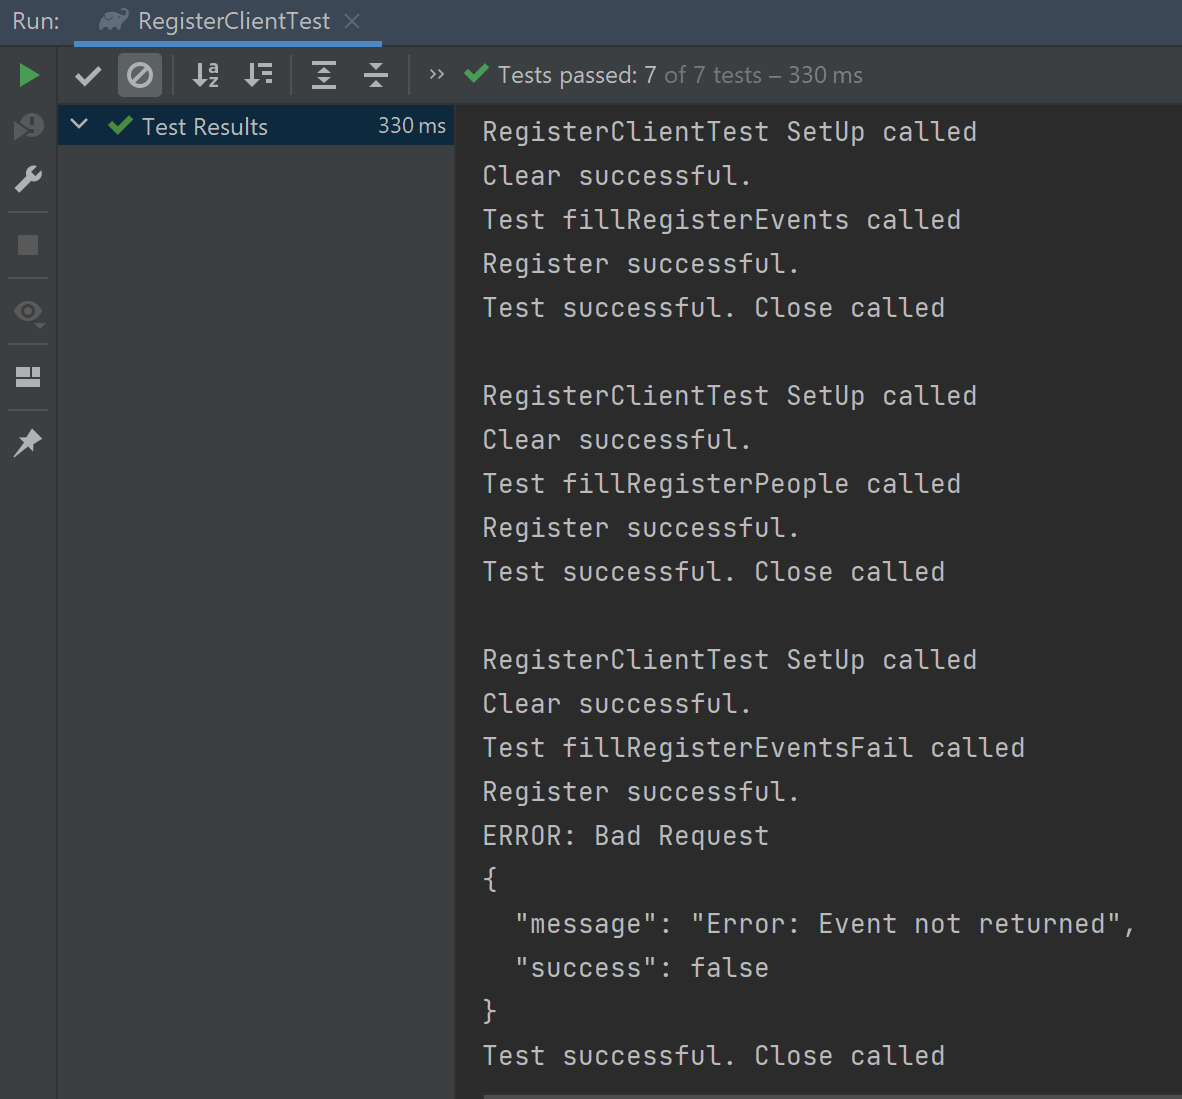 Run: RegisterClientTest
Tests passed: 7 of 7 tests – 330 ms
Test Results 330 ms
RegisterClientTest SetUp called
Clear successful.
Test fillRegisterEvents called
Register successful.
Test successful. Close called
RegisterClientTest SetUp called
Clear successful.
Test fillRegisterPeople called
Register successful.
Test successful. Close called
RegisterClientTest SetUp called
Clear successful.
Test fillRegisterEventsFail called
Register successful.
ERROR: Bad Request
{
"message": "Error: Event not returned",
"success": false
}
Test successful. Close called